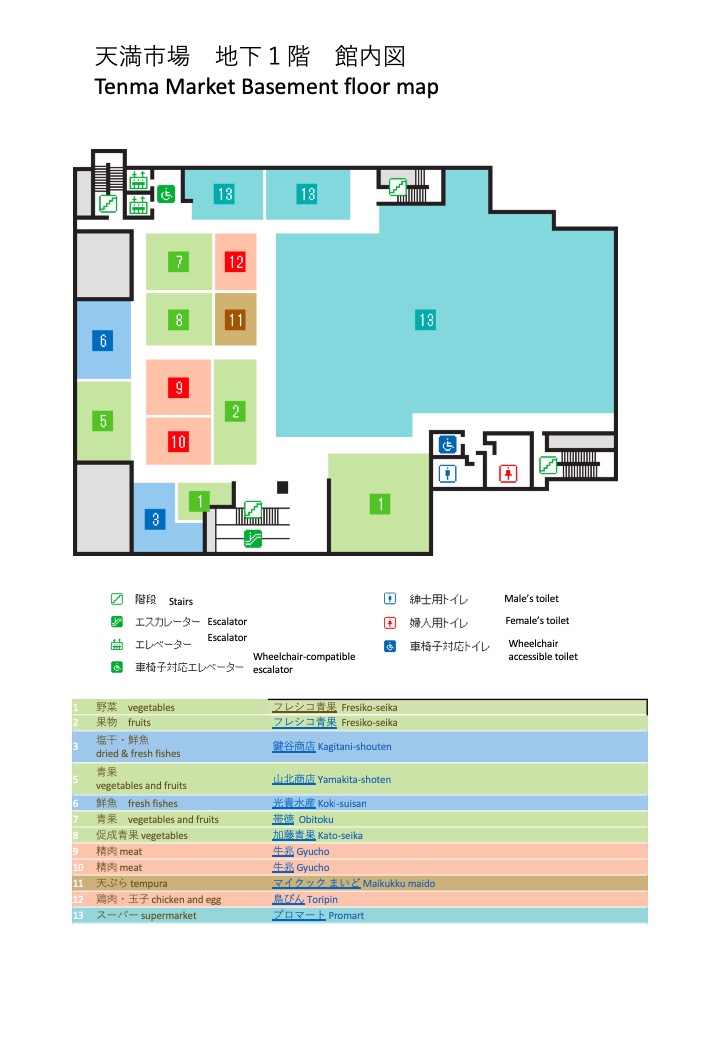 天満市場　地下１階　館内図
Tenma Market Basement floor map
13
13
7
12
13
8
11
6
9
2
5
10
1
3
1
階段 Stairs
紳士用トイレ Male's toilet
エスカレーター Escalator
婦人用トイレ Female's toilet
エレベーター Escalator
車椅子対応トイレ Wheelchair accessible toilet
車椅子対応エレベーター Wheelchair-compatible escalator
1 野菜 vegetables フレシコ青果 Fresiko-seika
2 果物 fruits フレシコ青果 Fresiko-seika
3 塩干・鮮魚
dried & fresh fishes 鍵谷商店 Kagitani-shouten
5 青果
vegetables and fruits 山北商店 Yamakita-shoten
6 鮮魚 fresh fishes 光貴水産 Koki-suisan
7 青果 vegetables and fruits 帯徳 Obitoku
8 促成青果 vegetables 加藤青果 Kato-seika
9 精肉 meat 牛兆 Gyucho
10 精肉 meat 牛兆 Gyucho
11 天ぷら tempura マイクック まいど Maikukku maido
12 鶏肉・玉子 chicken and egg 鳥ぴん Toripin
13 スーパー supermarket プロマート Promart